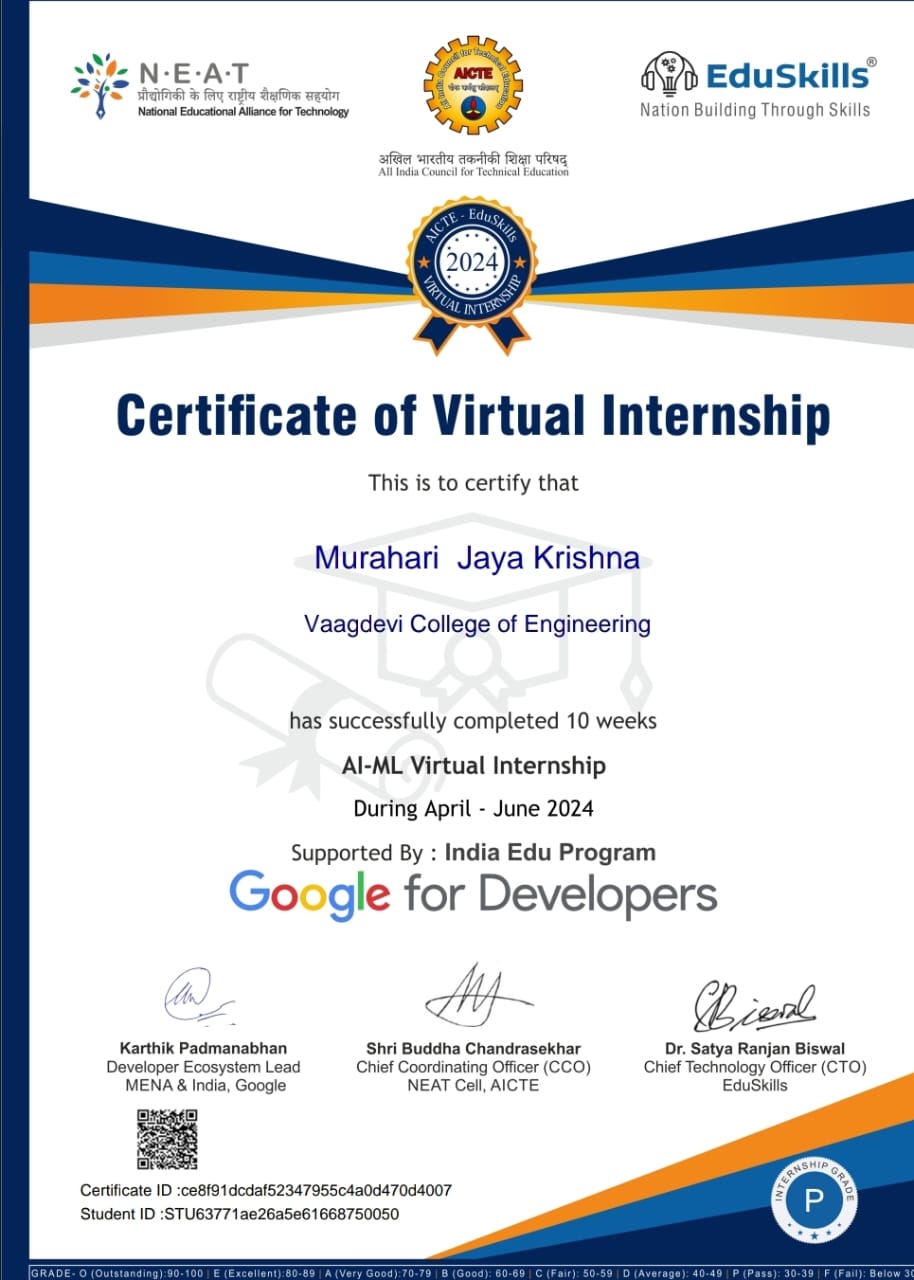 N·E·A·T
प्रौद्योगिकी के लिए राष्ट्रीय शैक्षणिक सहयोग
National Educational Alliance for Technology
All India Council for Technical Education
AICTE
अखिल भारतीय तकनीकी शिक्षा परिषद्
All India Council for Technical Education
EduSkills®
Nation Building Through Skills
AICTE - EduSkills
2024
VIRTUAL INTERNSHIP
Certificate of Virtual Internship
This is to certify that
Murahari Jaya Krishna
Vaagdevi College of Engineering
has successfully completed 10 weeks
AI-ML Virtual Internship
During April - June 2024
Supported By : India Edu Program
Google for Developers
Karthik Padmanabhan
Developer Ecosystem Lead
MENA & India, Google
Shri Buddha Chandrasekhar
Chief Coordinating Officer (CCO)
NEAT Cell, AICTE
Dr. Satya Ranjan Biswal
Chief Technology Officer (CTO)
EduSkills
Certificate ID :ce8f91dcdaf52347955c4a0d470d4007
Student ID :STU63771ae26a5e61668750050
INTERNSHIP GRADE
P
GRADE- O (Outstanding):90-100 | E (Excellent):80-89 | A (Very Good):70-79 | B (Good): 60-69 | C (Fair): 50-59 | D (Average): 40-49 | P (Pass): 30-39 | F (Fail): Below